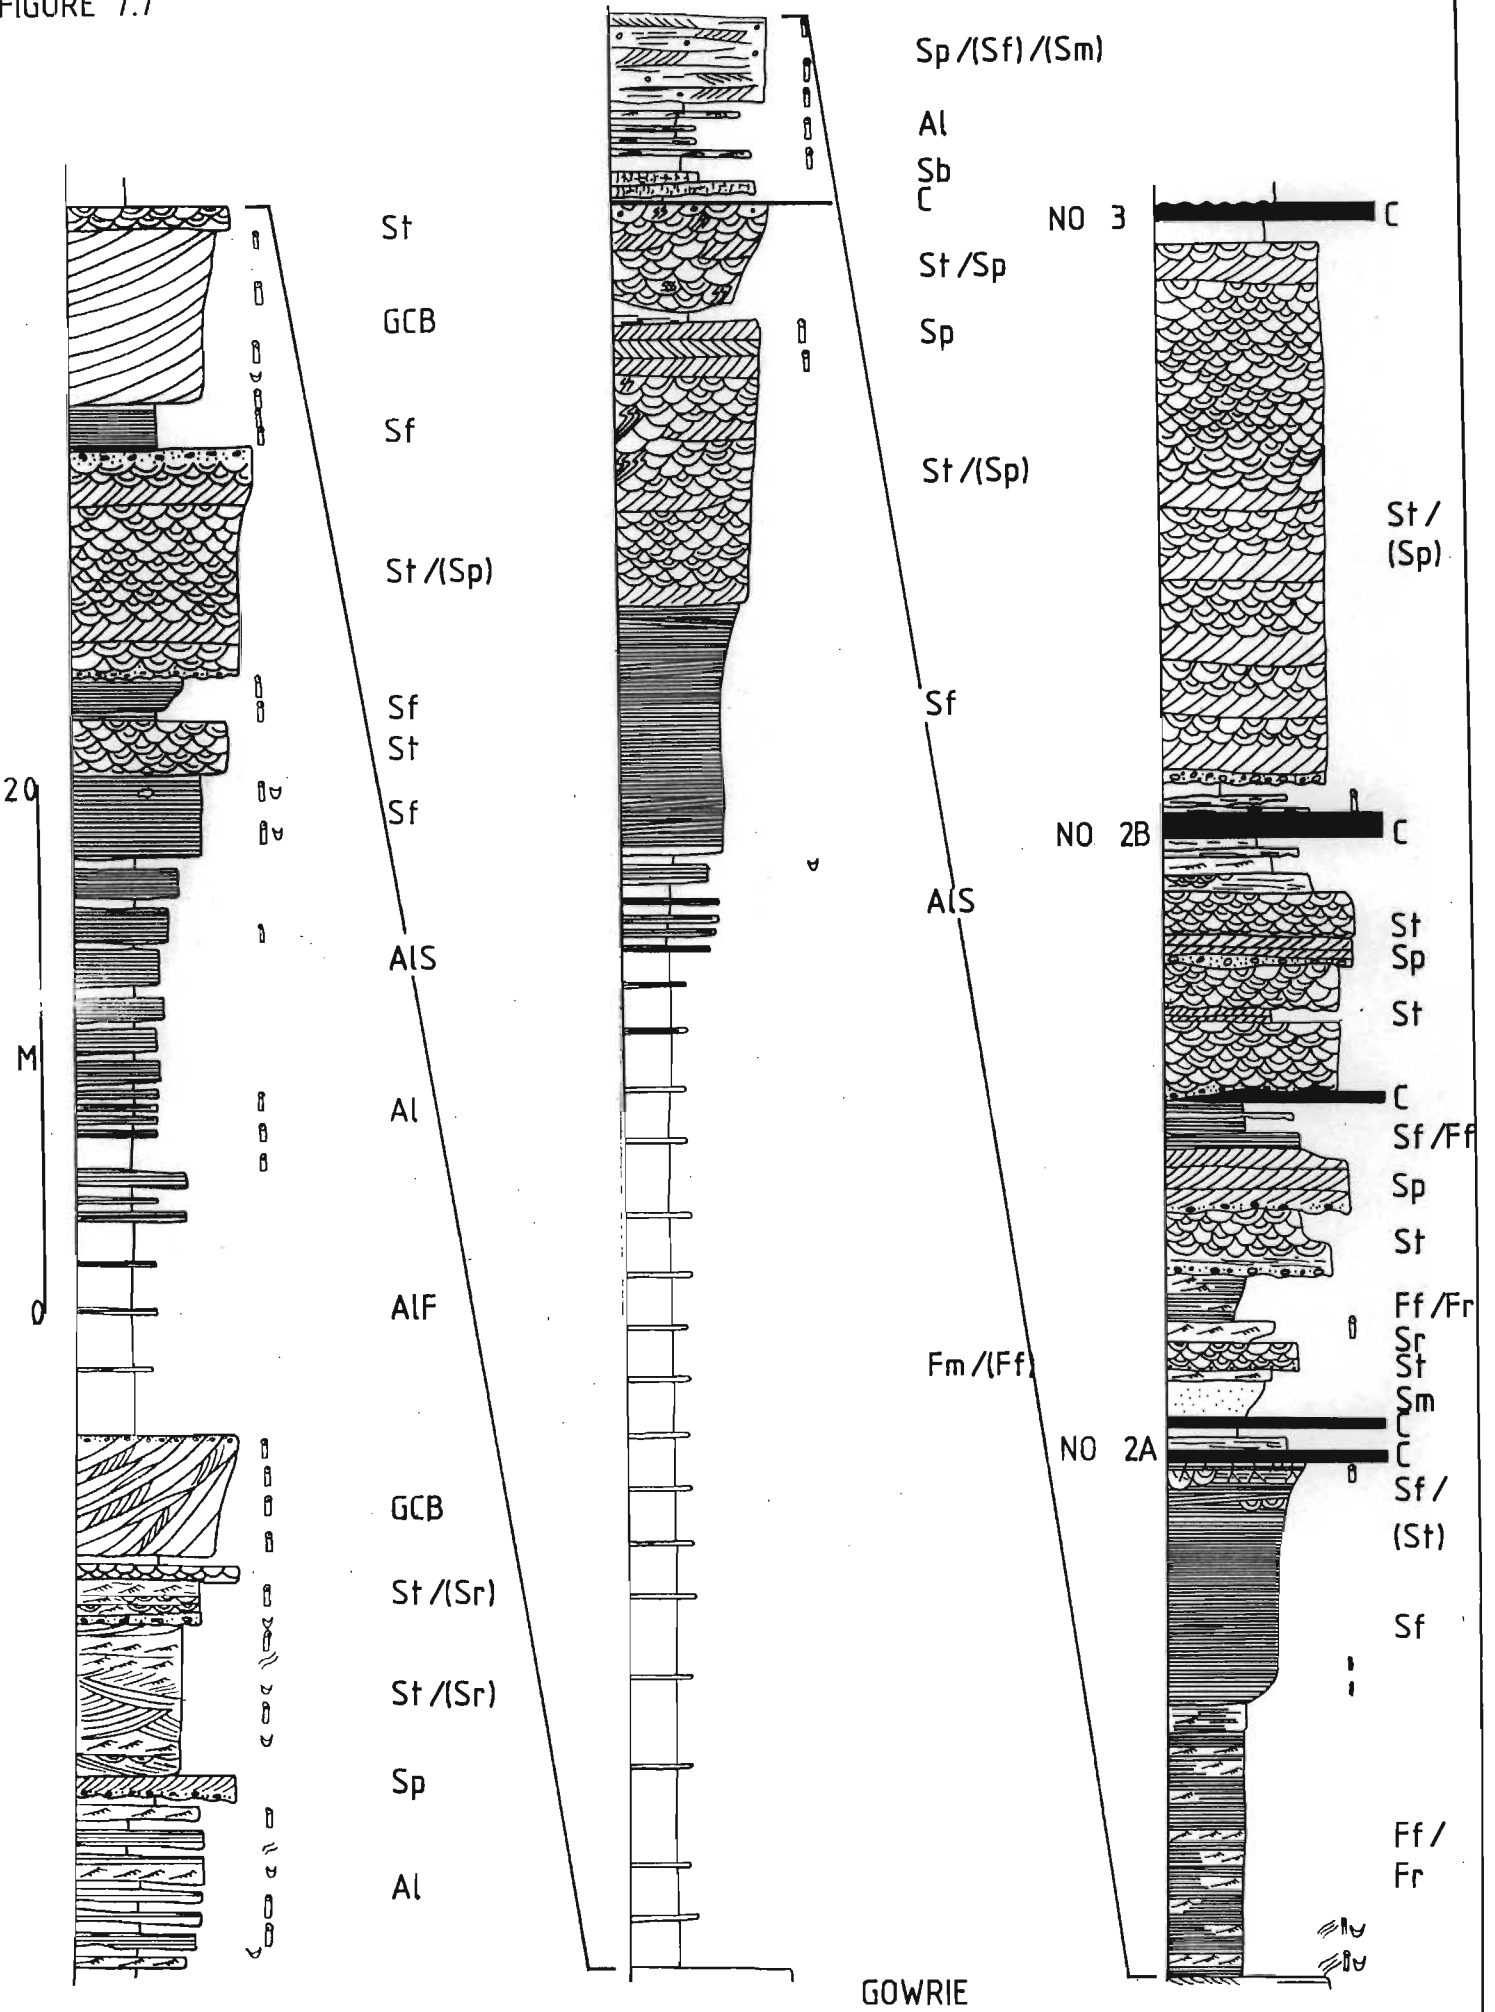 FIGURE 7.7
St
GCB
Sf
St/(Sp)
Sf
St
Sf
AlS
Al
AlF
GCB
St/(Sr)
St/(Sr)
Sp
Al
20
M
0
Sp/(Sf)/(Sm)
Al
Sb
C
St/Sp
Sp
St/(Sp)
Sf
AlS
Fm/(Ff)
GOWRIE
NO 3
C
St/
(Sp)
NO 2B
C
St
Sp
St
C
Sf/Ff
Sp
St
Ff/Fr
Sr
St
Sm
C
NO 2A
C
Sf/
(St)
Sf
Ff/
Fr